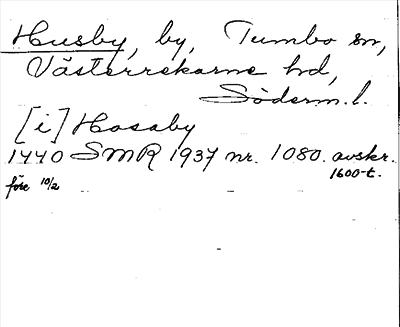 Husby, by, Tumbo sn,
Västerrekarne hd,
Söderm.l.
[i] Hosaby
1440 SMR 1937 nr. 1080. avskr.
före 10/2 1600-t.